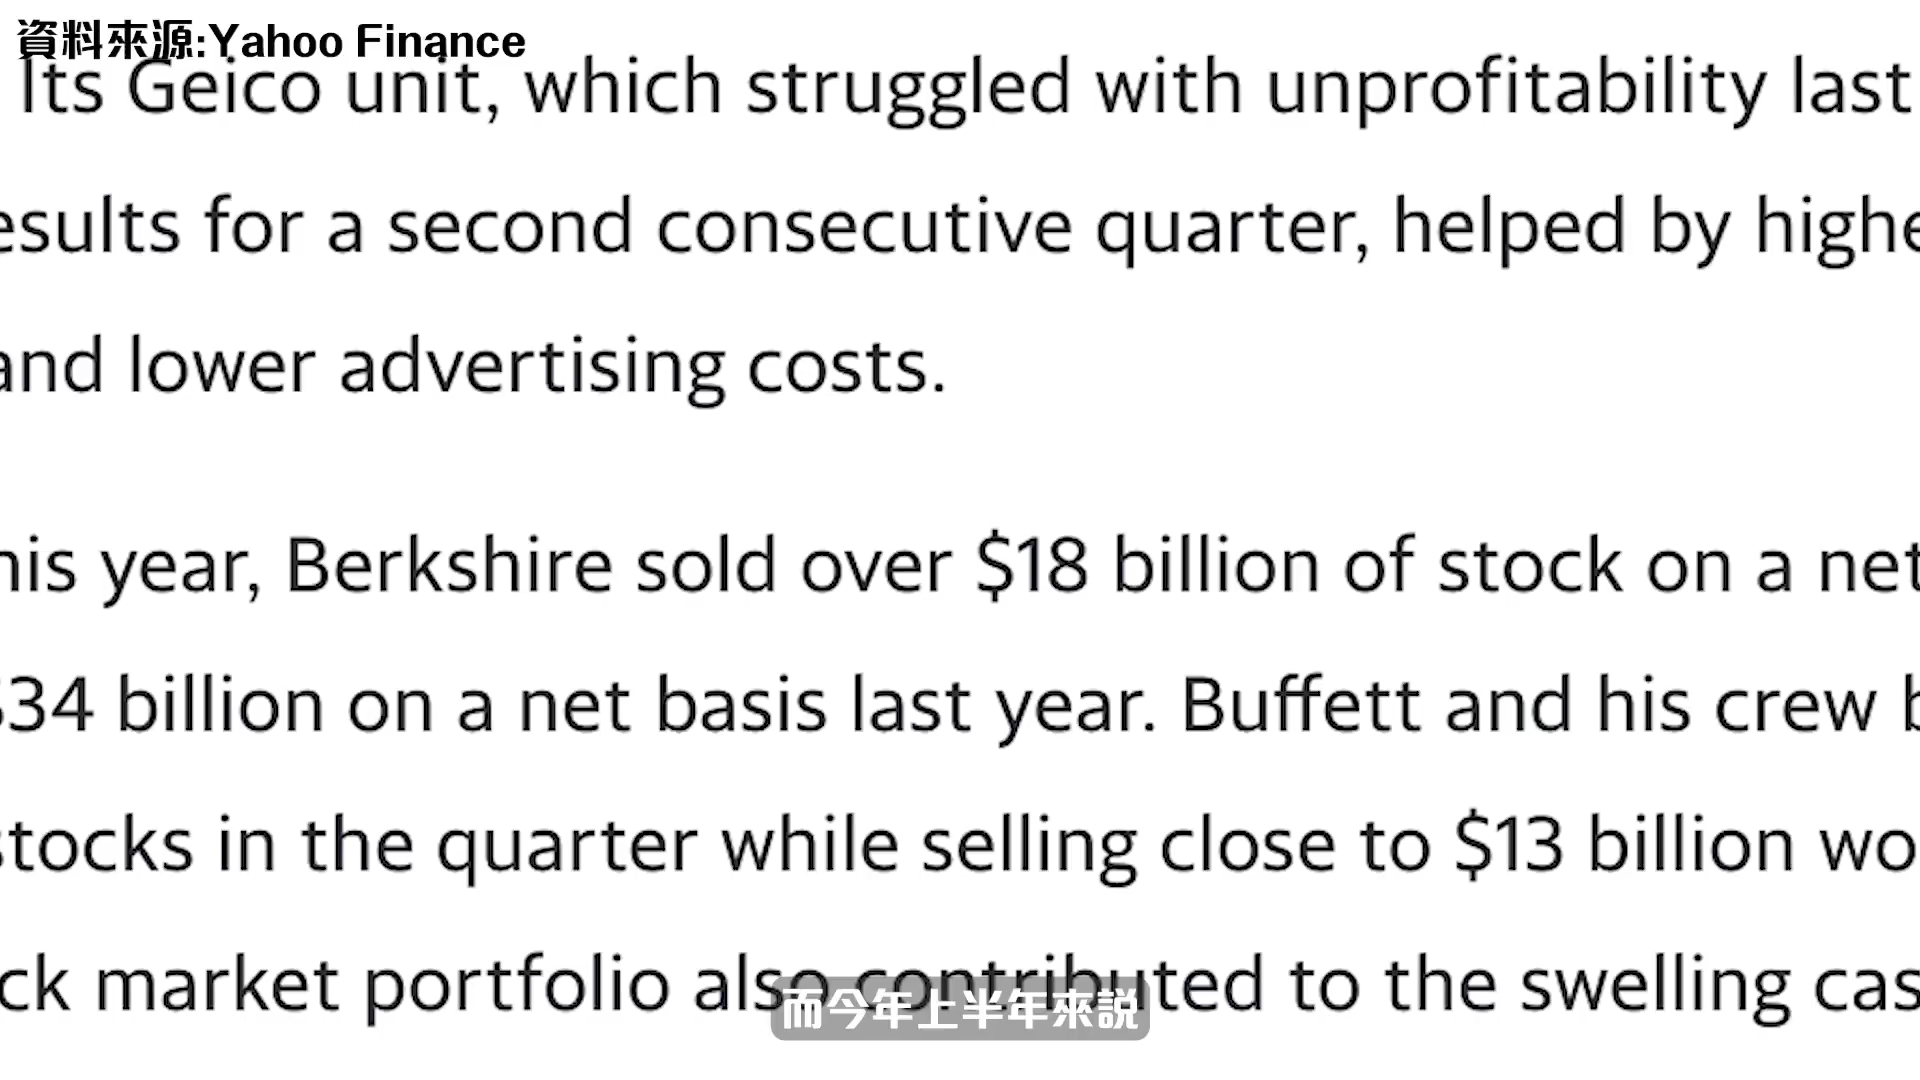 資料來源:Yahoo Finance
Its Geico unit, which struggled with unprofitability last
esults for a second consecutive quarter, helped by highe
and lower advertising costs.
his year, Berkshire sold over $18 billion of stock on a net
$34 billion on a net basis last year. Buffett and his crew b
stocks in the quarter while selling close to $13 billion wo
ck market portfolio also contributed to the swelling cas
而今年上半年來說